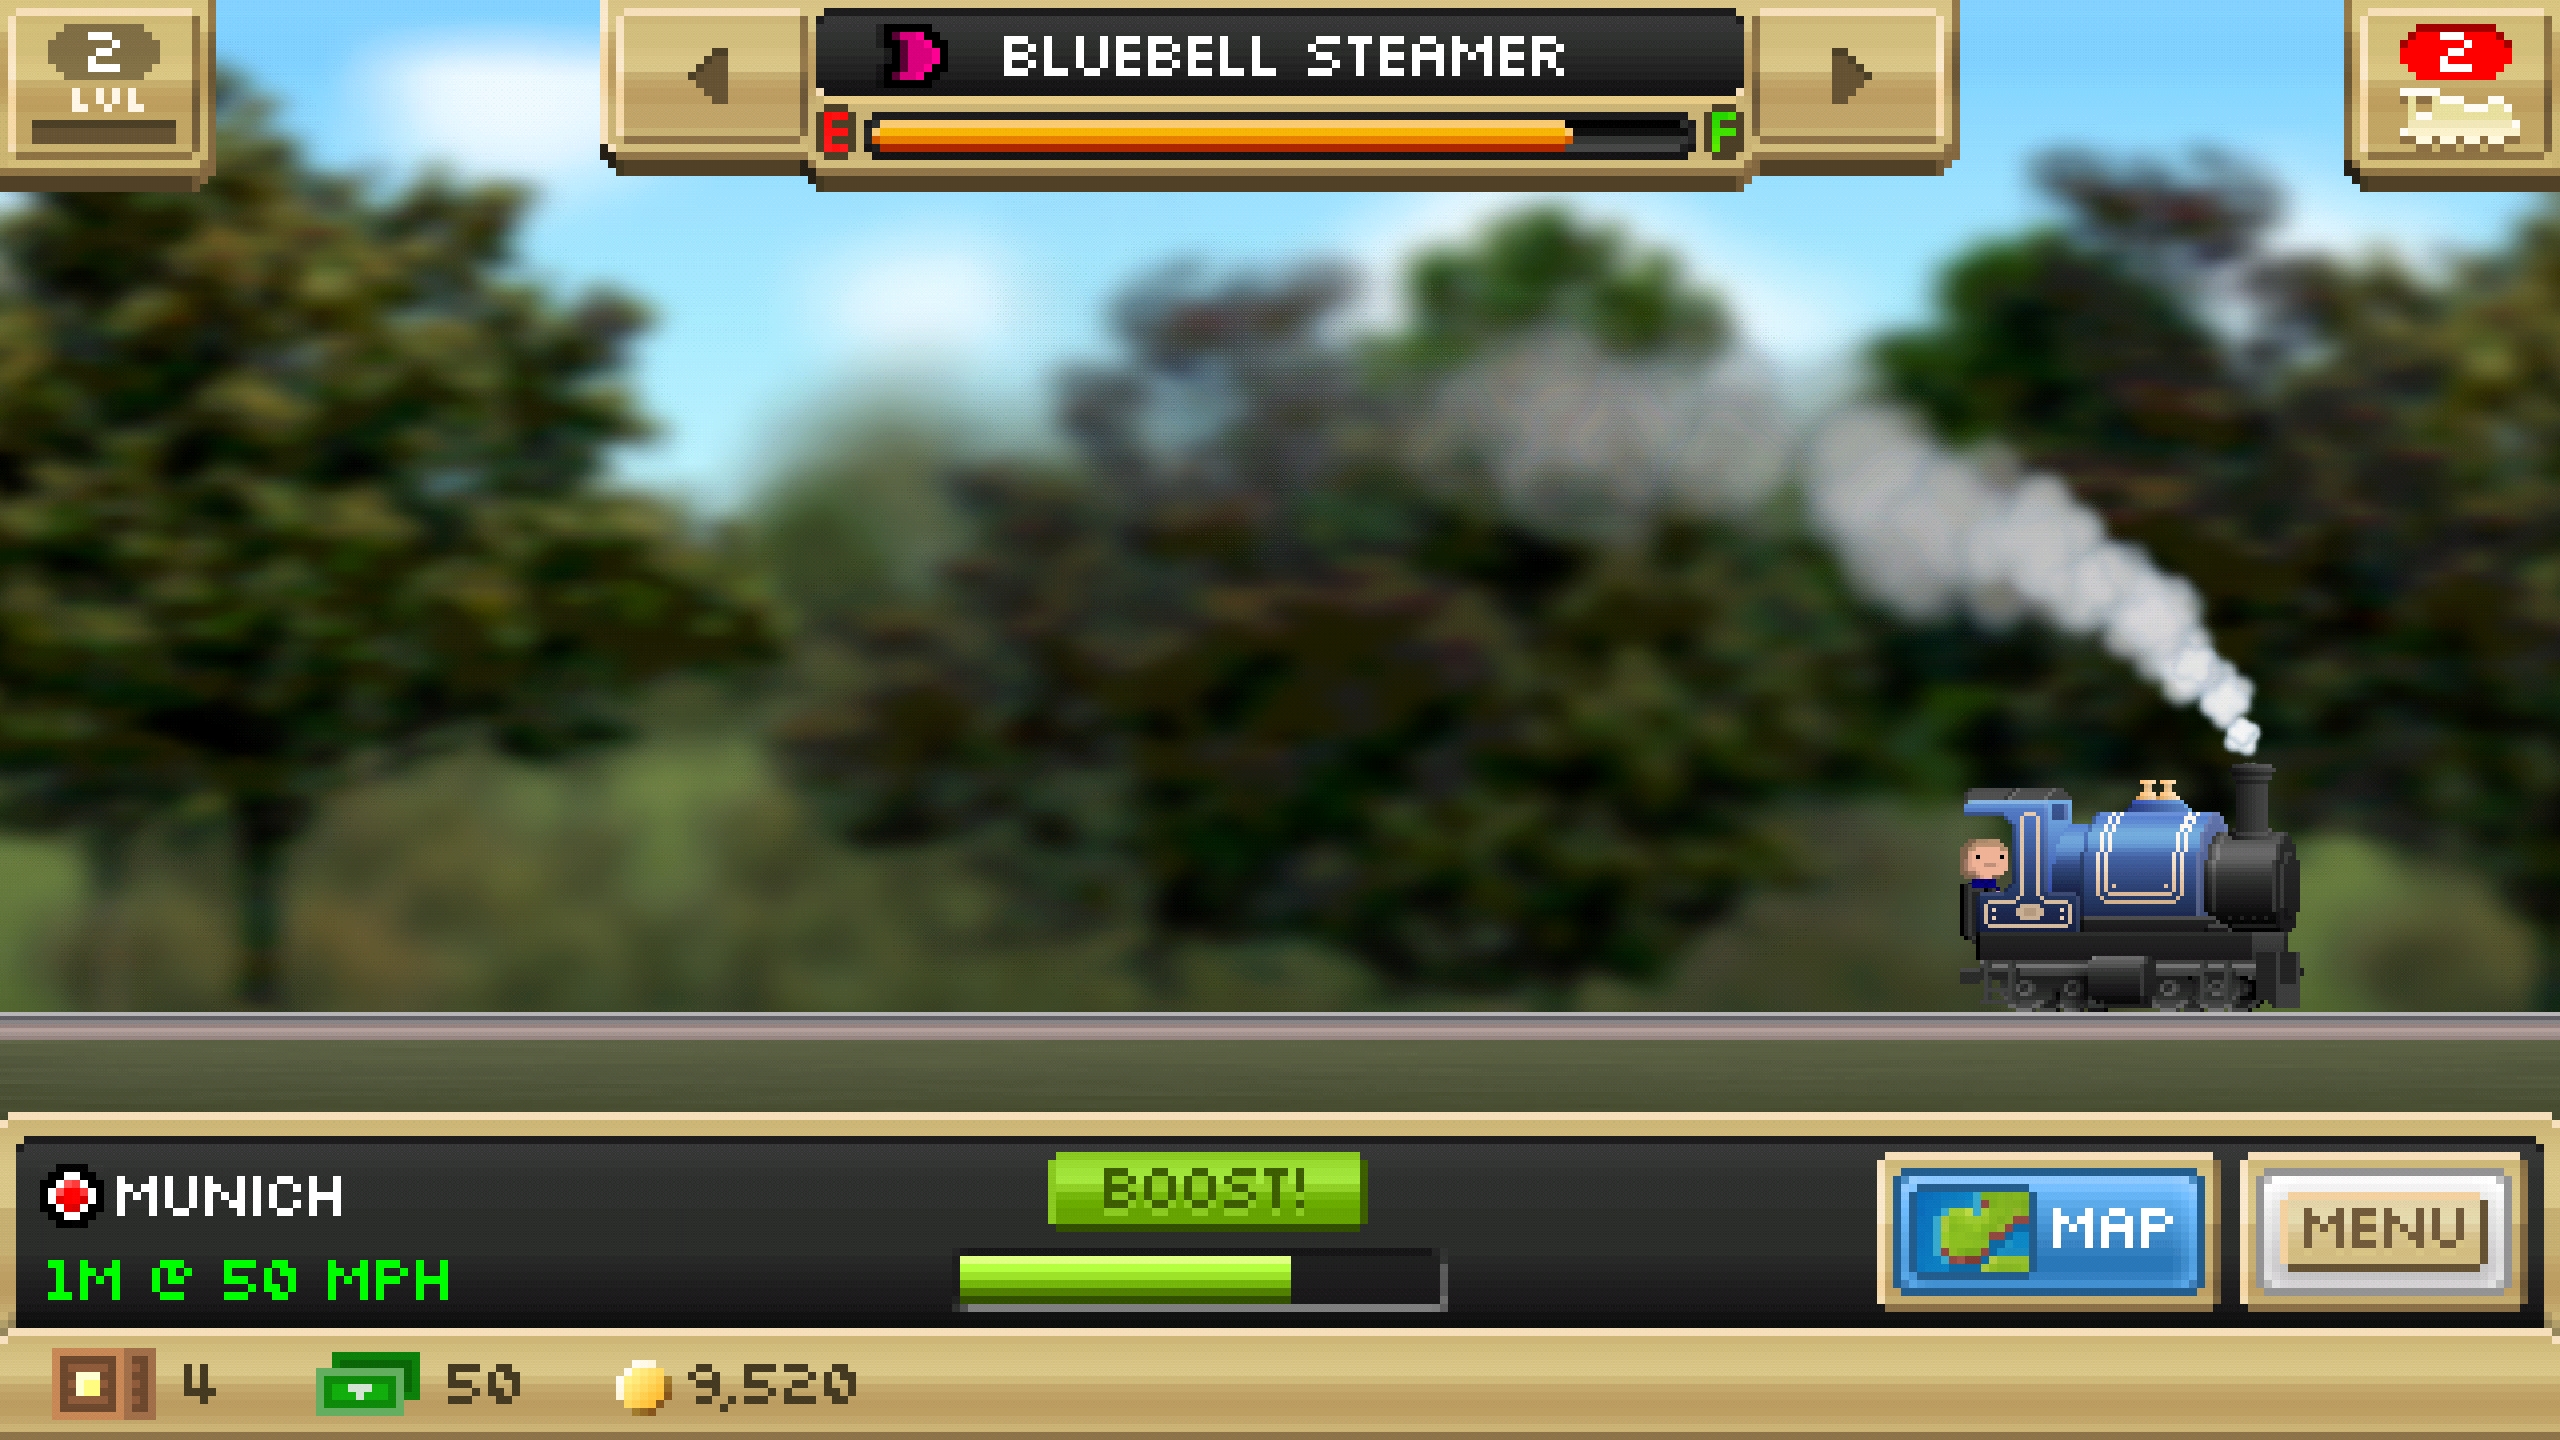 2
LVL
BLUEBELL STEAMER
E F
2
MUNICH
1M @ 50 MPH
BOOST!
MAP
MENU
4
50
9,520